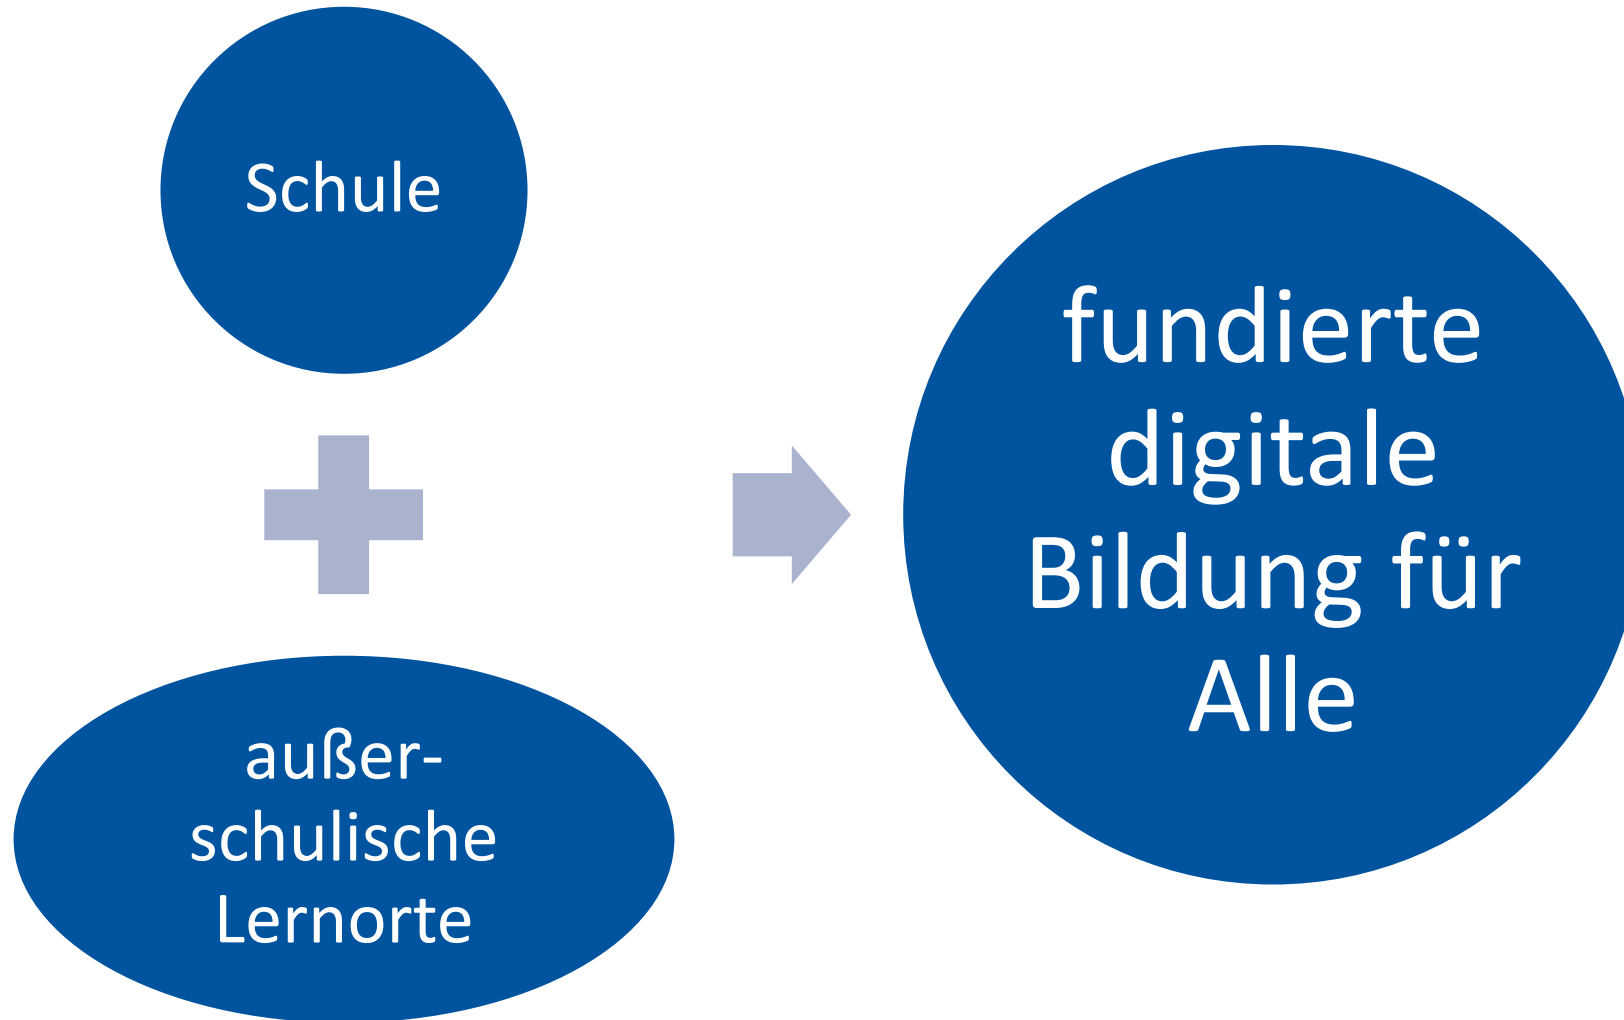 Schule
außer-
schulische
Lernorte
fundierte
digitale
Bildung für
Alle